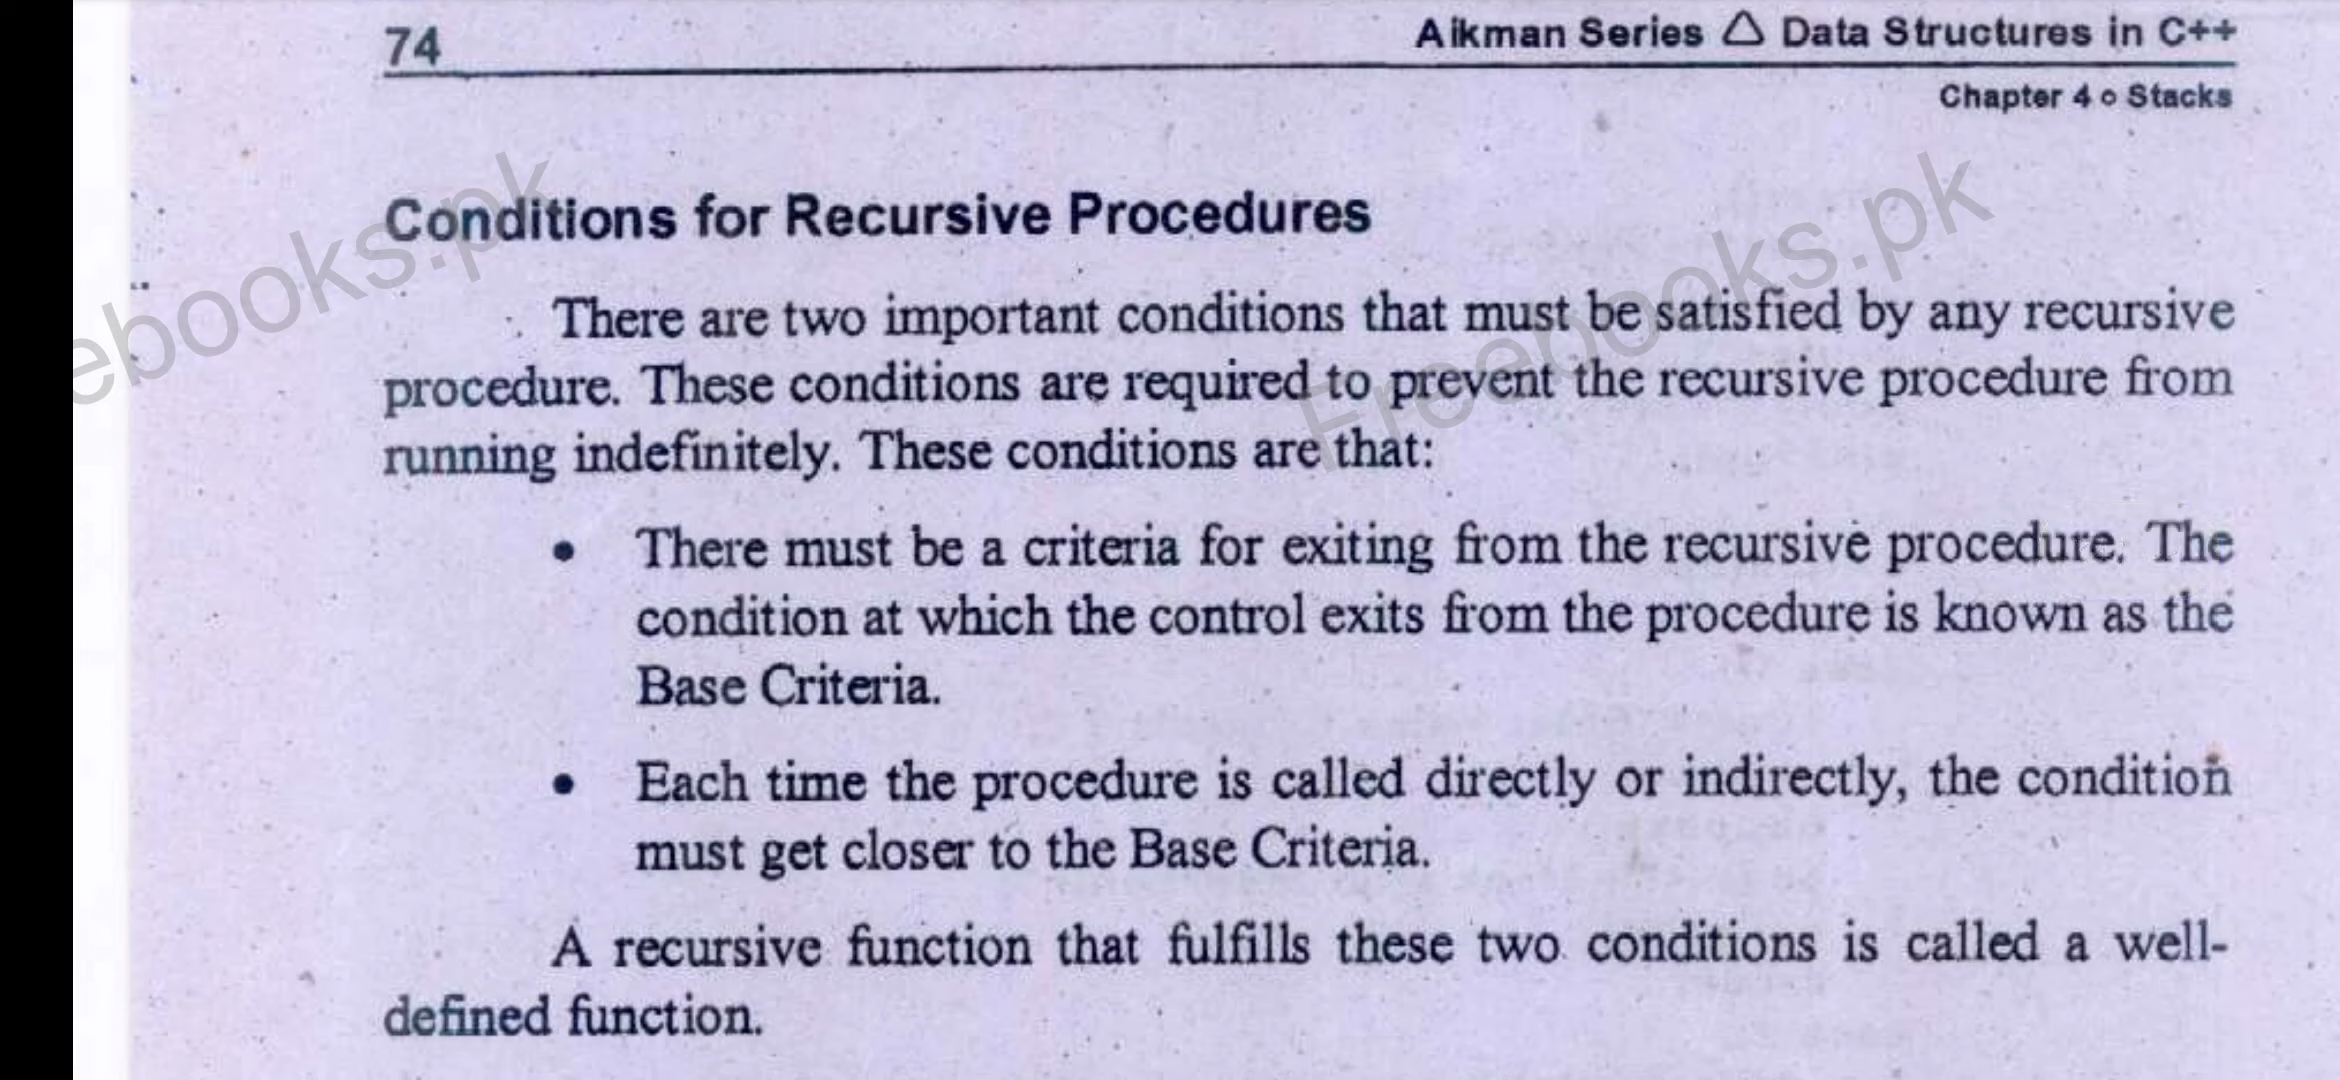 74
Aikman Series △ Data Structures in C++
Chapter 4 o Stacks
Conditions for Recursive Procedures
There are two important conditions that must be satisfied by any recursive
procedure. These conditions are required to prevent the recursive procedure from
running indefinitely. These conditions are that:
• There must be a criteria for exiting from the recursive procedure. The
condition at which the control exits from the procedure is known as the
Base Criteria.
• Each time the procedure is called directly or indirectly, the condition
must get closer to the Base Criteria.
A recursive function that fulfills these two conditions is called a well-
defined function.
ebooks.pk
Freebooks.pk